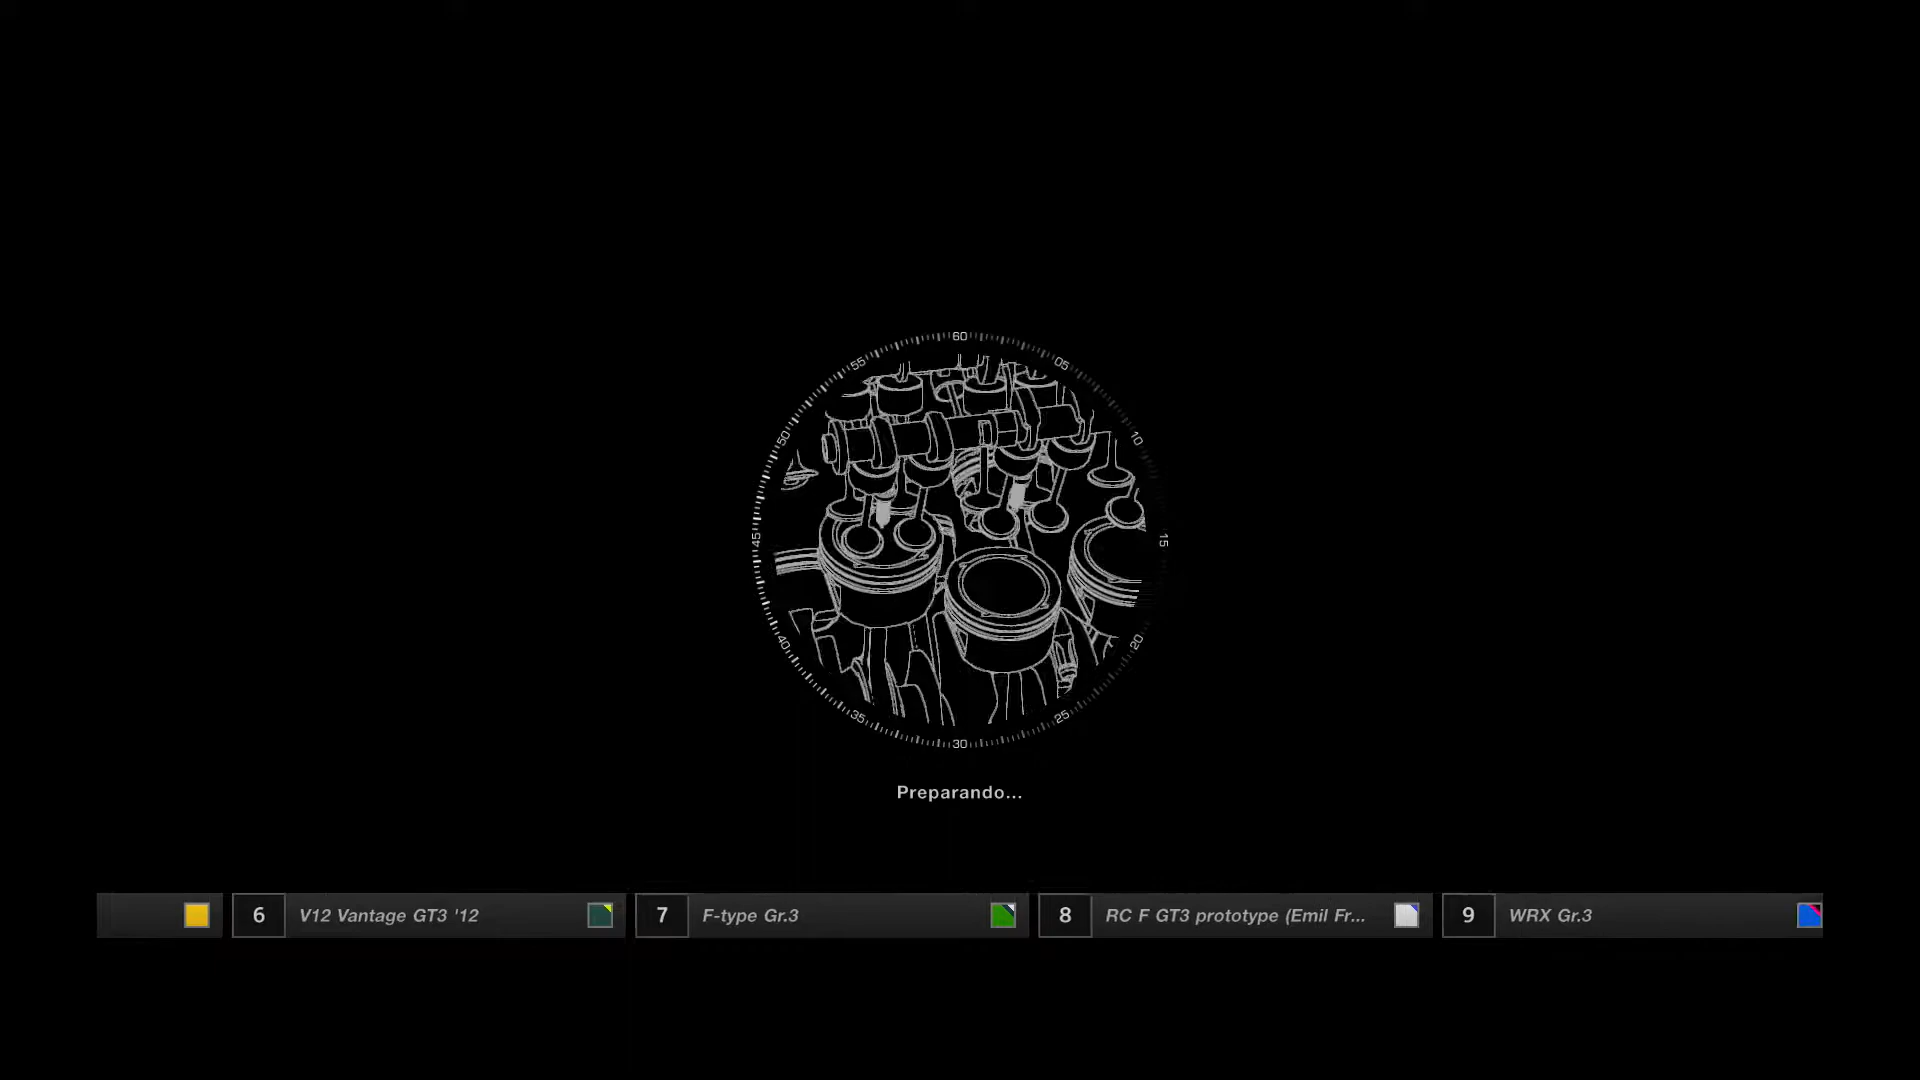 60
55
05
50
10
45
15
40
20
35
25
30
Preparando...
6 V12 Vantage GT3 '12
7 F-type Gr.3
8 RC F GT3 prototype (Emil Fr...
9 WRX Gr.3